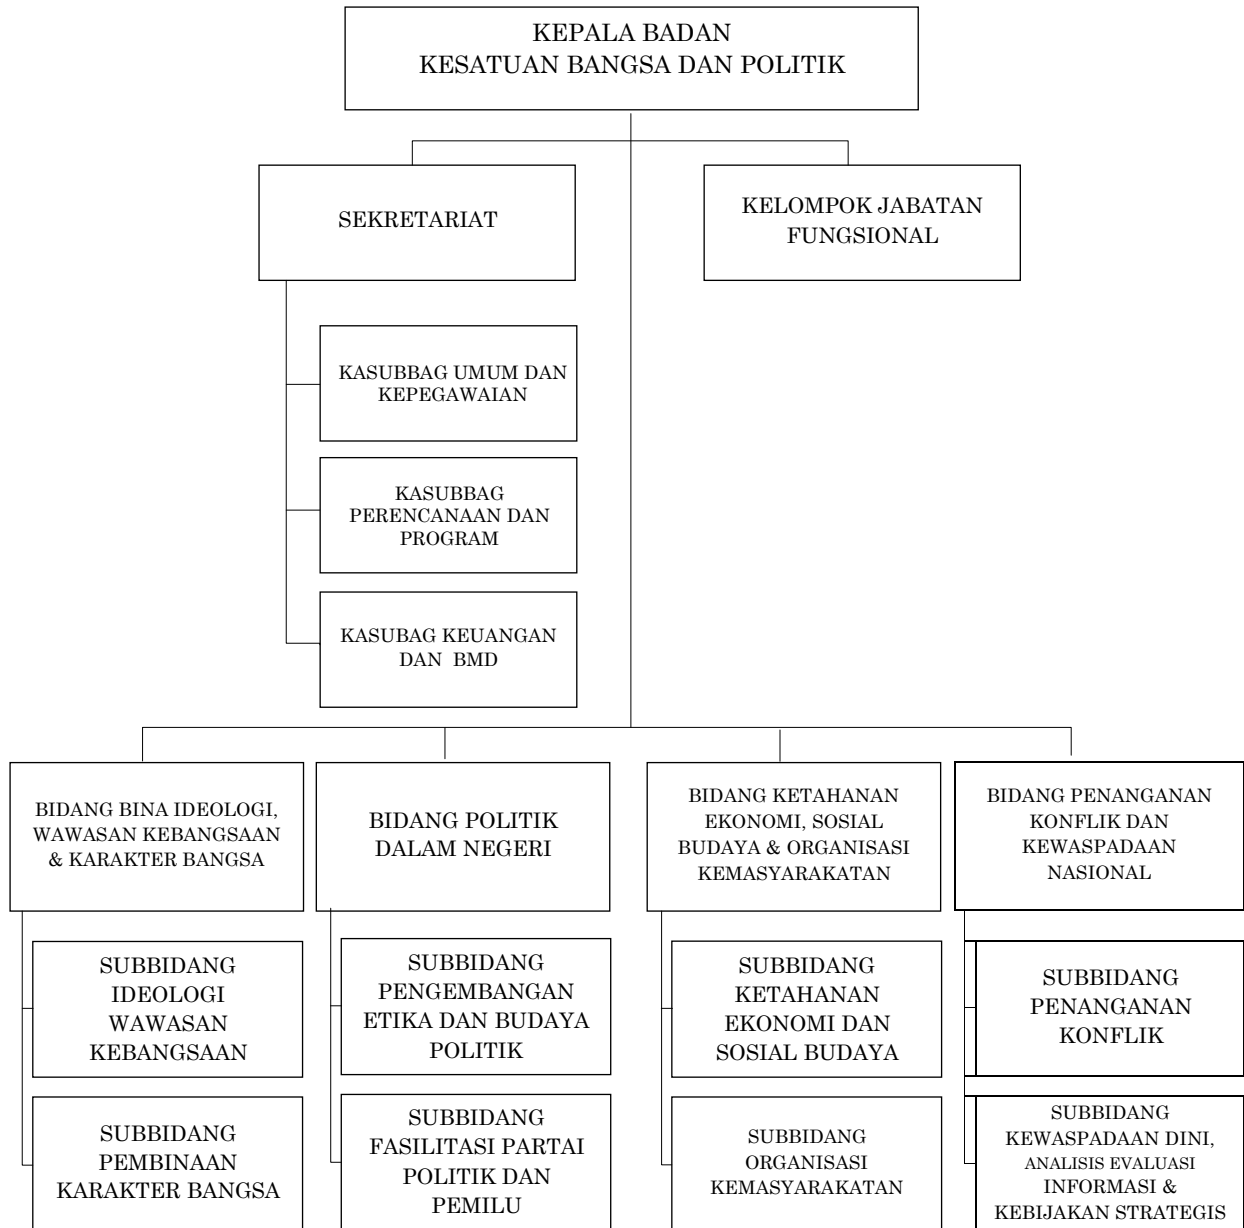 KEPALA BADAN
KESATUAN BANGSA DAN POLITIK
SEKRETARIAT
KELOMPOK JABATAN
FUNGSIONAL
KASUBBAG UMUM DAN
KEPEGAWAIAN
KASUBBAG
PERENCANAAN DAN
PROGRAM
KASUBAG KEUANGAN
DAN  BMD
BIDANG BINA IDEOLOGI,
WAWASAN KEBANGSAAN
& KARAKTER BANGSA
BIDANG POLITIK
DALAM NEGERI
BIDANG KETAHANAN
EKONOMI, SOSIAL
BUDAYA & ORGANISASI
KEMASYARAKATAN
BIDANG PENANGANAN
KONFLIK DAN
KEWASPADAAN
NASIONAL
SUBBIDANG
IDEOLOGI
WAWASAN
KEBANGSAAN
SUBBIDANG
PENGEMBANGAN
ETIKA DAN BUDAYA
POLITIK
SUBBIDANG
KETAHANAN
EKONOMI DAN
SOSIAL BUDAYA
SUBBIDANG
PENANGANAN
KONFLIK
SUBBIDANG
PEMBINAAN
KARAKTER BANGSA
SUBBIDANG
FASILITASI PARTAI
POLITIK DAN
PEMILU
SUBBIDANG
ORGANISASI
KEMASYARAKATAN
SUBBIDANG
KEWASPADAAN DINI,
ANALISIS EVALUASI
INFORMASI &
KEBIJAKAN STRATEGIS